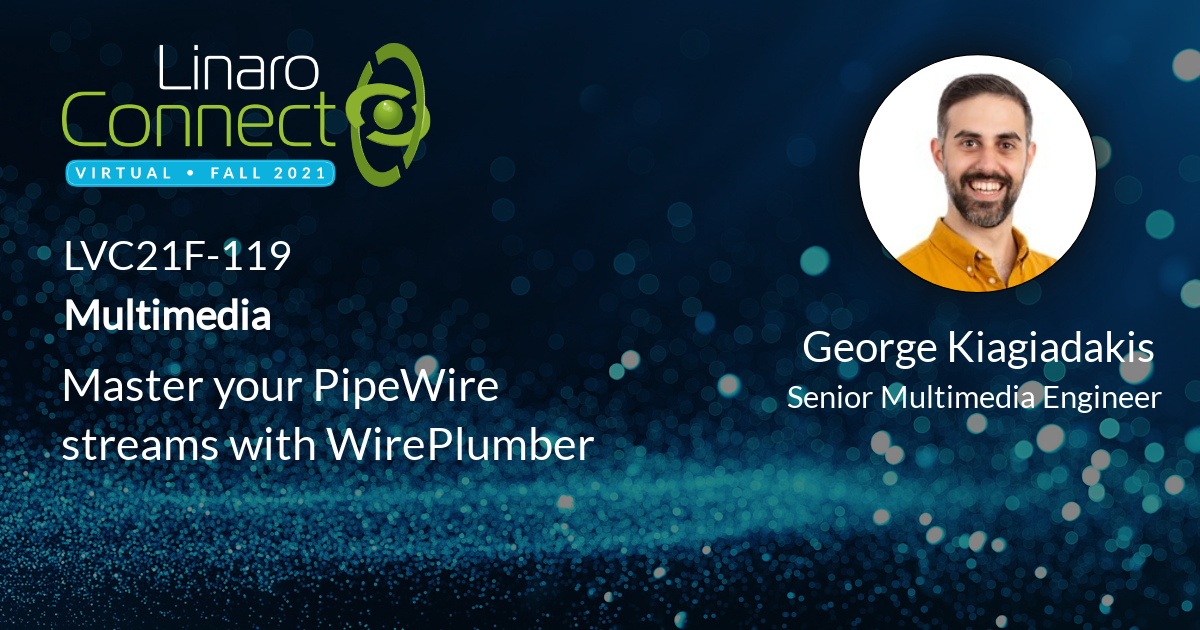 Linaro
Connect
VIRTUAL • FALL 2021
LVC21F-119
Multimedia
Master your PipeWire
streams with WirePlumber
George Kiagiadakis
Senior Multimedia Engineer